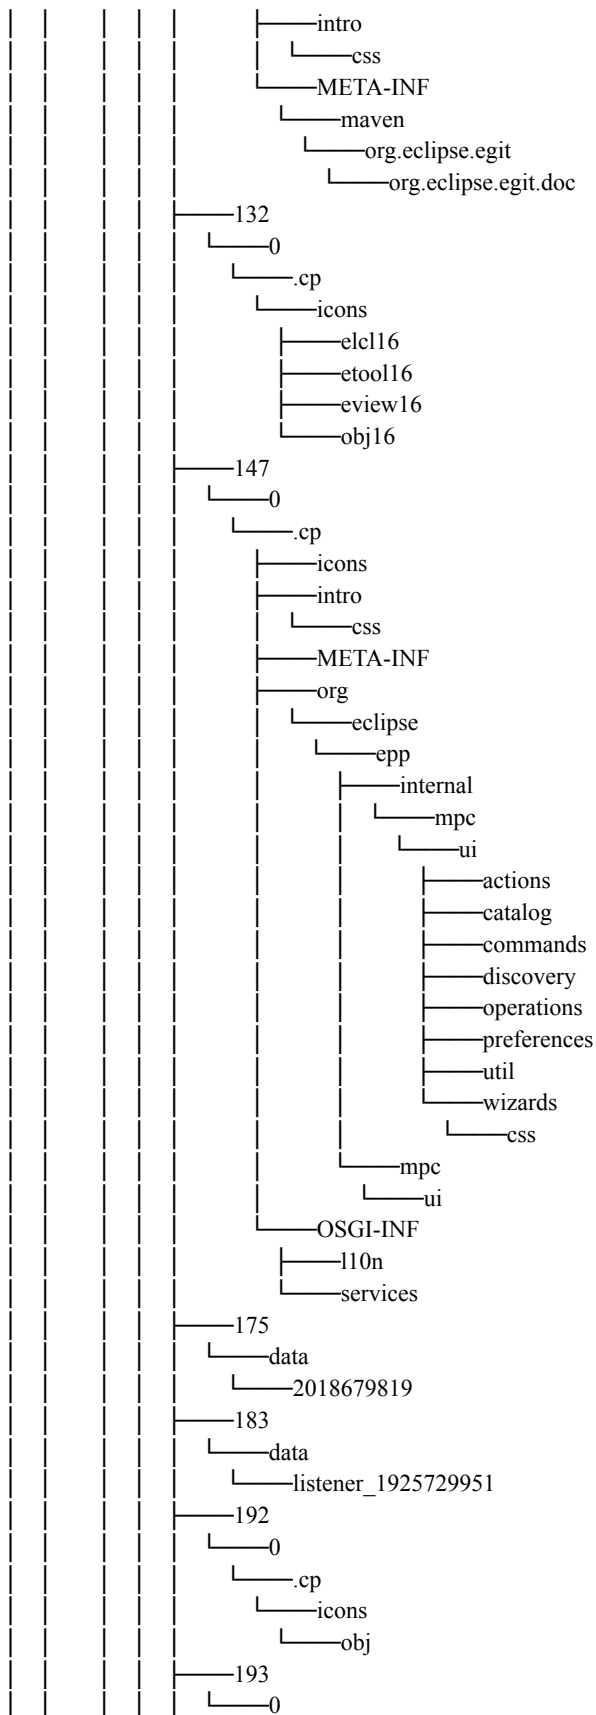 intro
css
META-INF
maven
org.eclipse.egit
org.eclipse.egit.doc
132
0
.cp
icons
elcl16
etool16
eview16
obj16
147
0
.cp
icons
intro
css
META-INF
org
eclipse
epp
internal
mpc
ui
actions
catalog
commands
discovery
operations
preferences
util
wizards
css
mpc
ui
OSGI-INF
l10n
services
175
data
2018679819
183
data
listener_1925729951
192
0
.cp
icons
obj
193
0